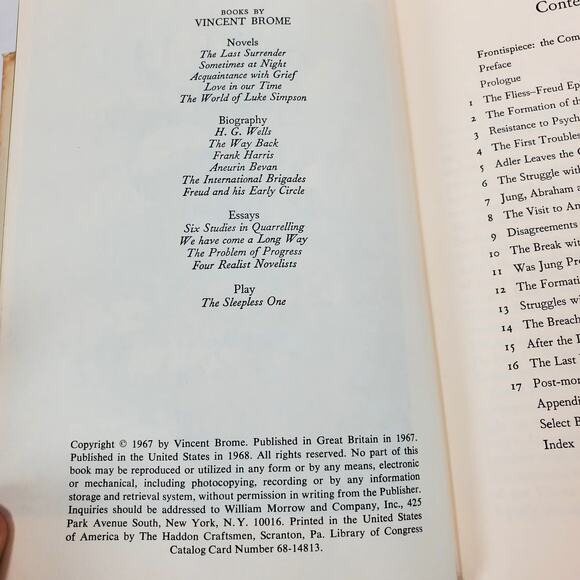 BOOKS BY
VINCENT BROME
Novels
The Last Surrender
Sometimes at Night
Acquaintance with Grief
Love in our Time
The World of Luke Simpson
Biography
H. G. Wells
The Way Back
Frank Harris
Aneurin Bevan
The International Brigades
Freud and his Early Circle
Essays
Six Studies in Quarrelling
We have come a Long Way
The Problem of Progress
Four Realist Novelists
Play
The Sleepless One
Copyright © 1967 by Vincent Brome. Published in Great Britain in 1967.
Published in the United States in 1968. All rights reserved. No part of this
book may be reproduced or utilized in any form or by any means, electronic
or mechanical, including photocopying, recording or by any information
storage and retrieval system, without permission in writing from the Publisher.
Inquiries should be addressed to William Morrow and Company, Inc., 425
Park Avenue South, New York, N.Y. 10016. Printed in the United States
of America by The Haddon Craftsmen, Scranton, Pa. Library of Congress
Catalog Card Number 68-14813.
Conte
Frontispiece: the Com
Preface
Prologue
1 The Fliess–Freud Ep
2 The Formation of th
3 Resistance to Psych
4 The First Troubles
5 Adler Leaves the
6 The Struggle with
7 Jung, Abraham
8 The Visit to Am
9 Disagreements
10 The Break wit
11 Was Jung Pro
12 The Formati
13 Struggles wi
14 The Breach
15 After the
16 The Last
17 Post-mor
Appendi
Select B
Index